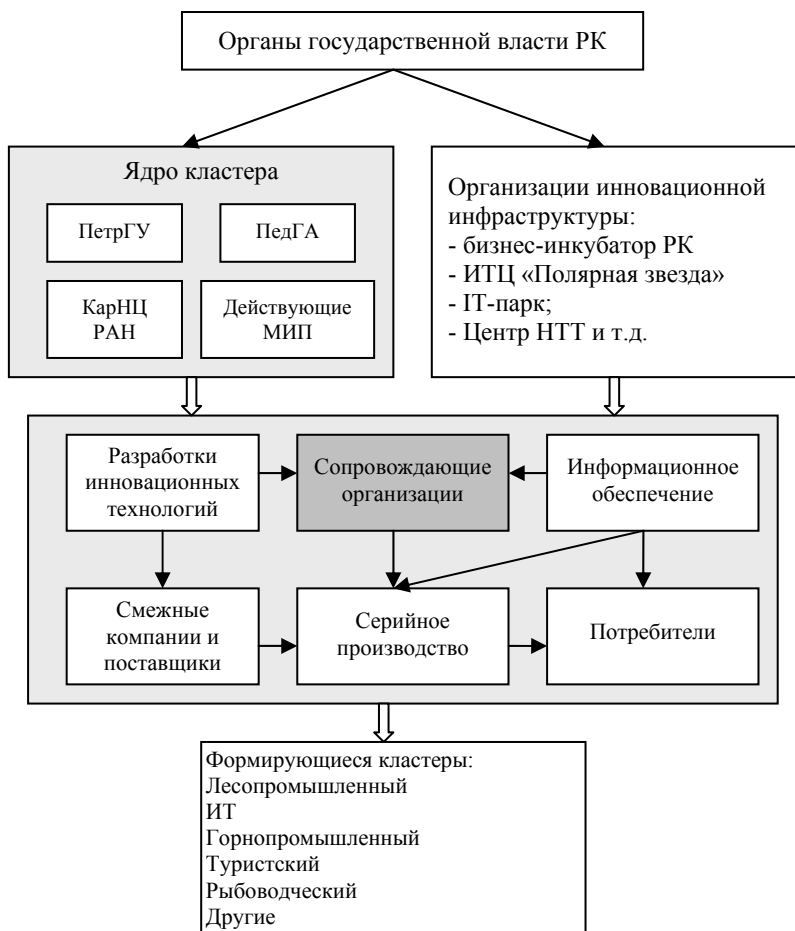 Органы государственной власти РК
Ядро кластера
ПетрГУ
ПедГА
КарНЦ
РАН
Действующие
МИП
Организации инновационной
инфраструктуры:
- бизнес-инкубатор РК
- ИТЦ «Полярная звезда»
- IT-парк;
- Центр НТТ и т.д.
Разработки
инновационных
технологий
Сопровождающие
организации
Информационное
обеспечение
Смежные
компании и
поставщики
Серийное
производство
Потребители
Формирующиеся кластеры:
Лесопромышленный
ИТ
Горнопромышленный
Туристский
Рыбоводческий
Другие